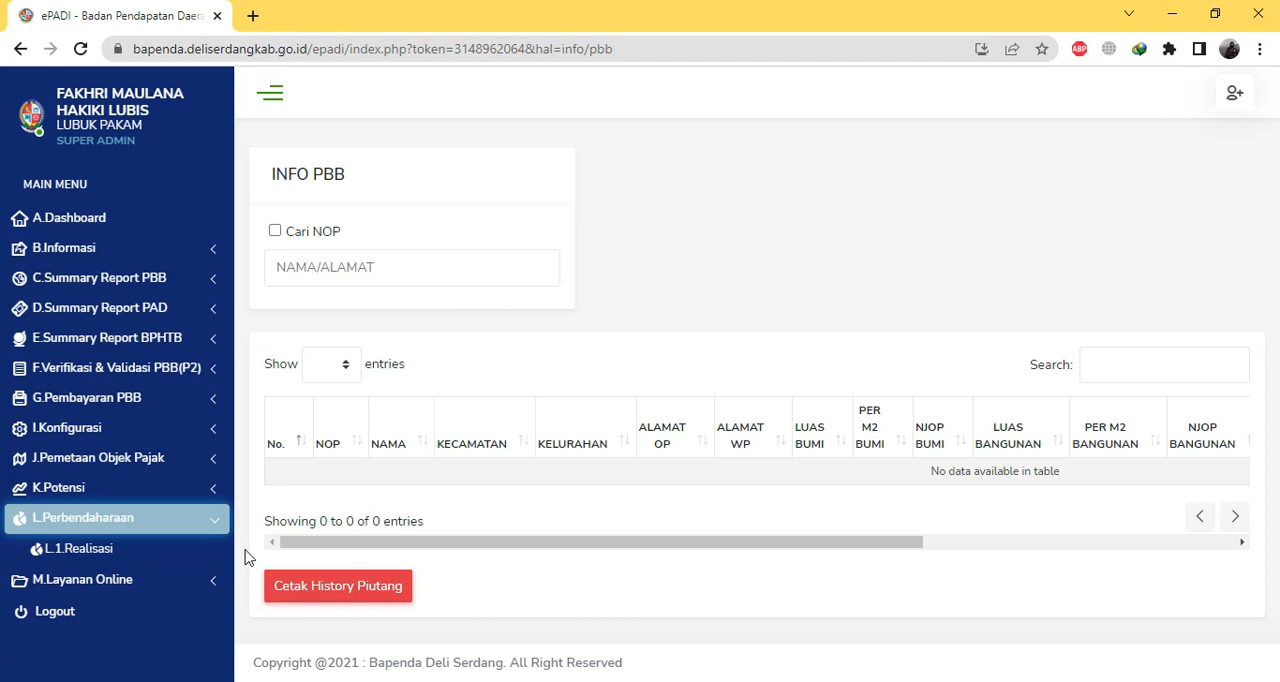 ePADI - Badan Pendapatan Daera
bapenda.deliserdangkab.go.id/epadi/index.php?token=3148962064&hal=info/pbb
ABP
FAKHRI MAULANA
HAKIKI LUBIS
LUBUK PAKAM
SUPER ADMIN
MAIN MENU
A.Dashboard
B.Informasi
C.Summary Report PBB
D.Summary Report PAD
E.Summary Report BPHTB
F.Verifikasi & Validasi PBB(P2)
G.Pembayaran PBB
I.Konfigurasi
J.Pemetaan Objek Pajak
K.Potensi
L.Perbendaharaan
L.1.Realisasi
M.Layanan Online
Logout
INFO PBB
Cari NOP
NAMA/ALAMAT
Show entries
Search:
No. NOP NAMA KECAMATAN KELURAHAN ALAMAT OP ALAMAT WP LUAS BUMI PER M2 BUMI NJOP BUMI LUAS BANGUNAN PER M2 BANGUNAN NJOP BANGUNAN
No data available in table
Showing 0 to 0 of 0 entries
Cetak History Piutang
Copyright @2021 : Bapenda Deli Serdang. All Right Reserved